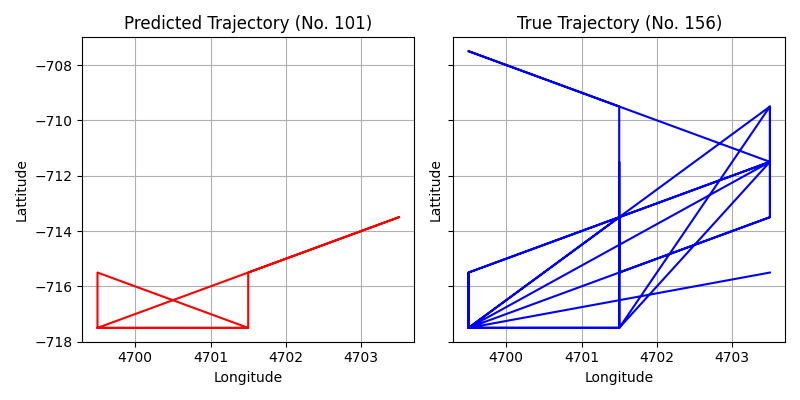 Predicted Trajectory (No. 101)
True Trajectory (No. 156)
−708
−710
−712
−714
−716
−718
Lattitude
Lattitude
4700
4701
4702
4703
4700
4701
4702
4703
Longitude
Longitude